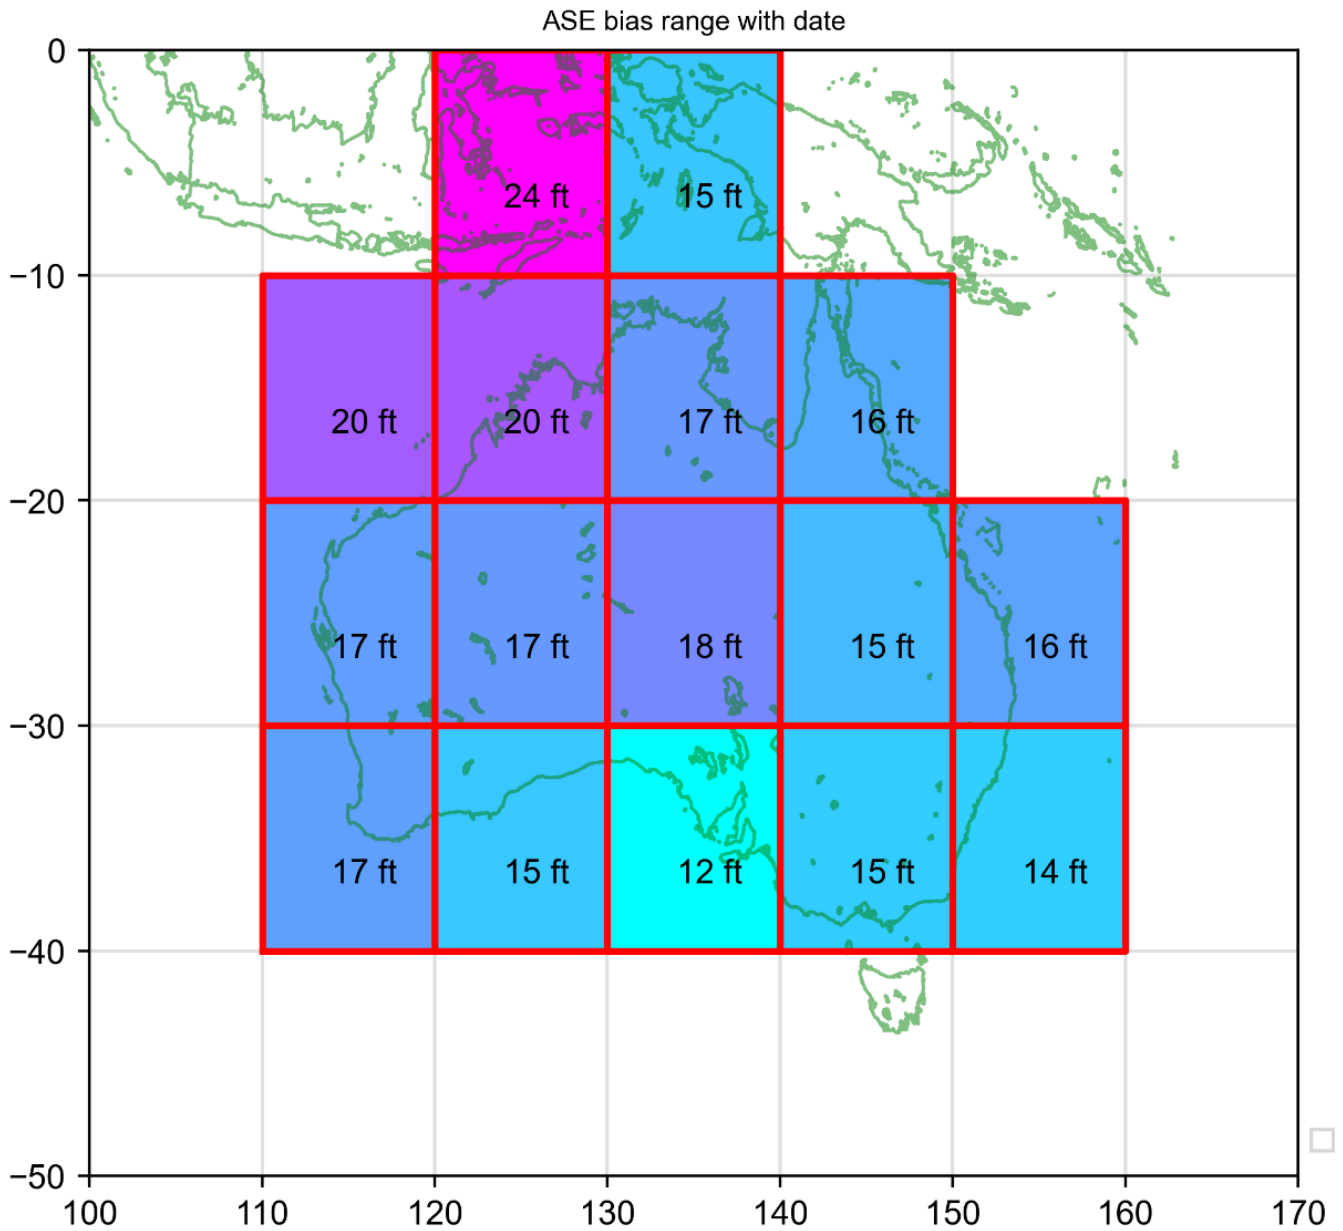 ASE bias range with date
0
24 ft 15 ft
−10
20 ft 20 ft 17 ft 16 ft
−20
17 ft 17 ft 18 ft 15 ft 16 ft
−30
17 ft 15 ft 12 ft 15 ft 14 ft
−40
−50
100 110 120 130 140 150 160 170